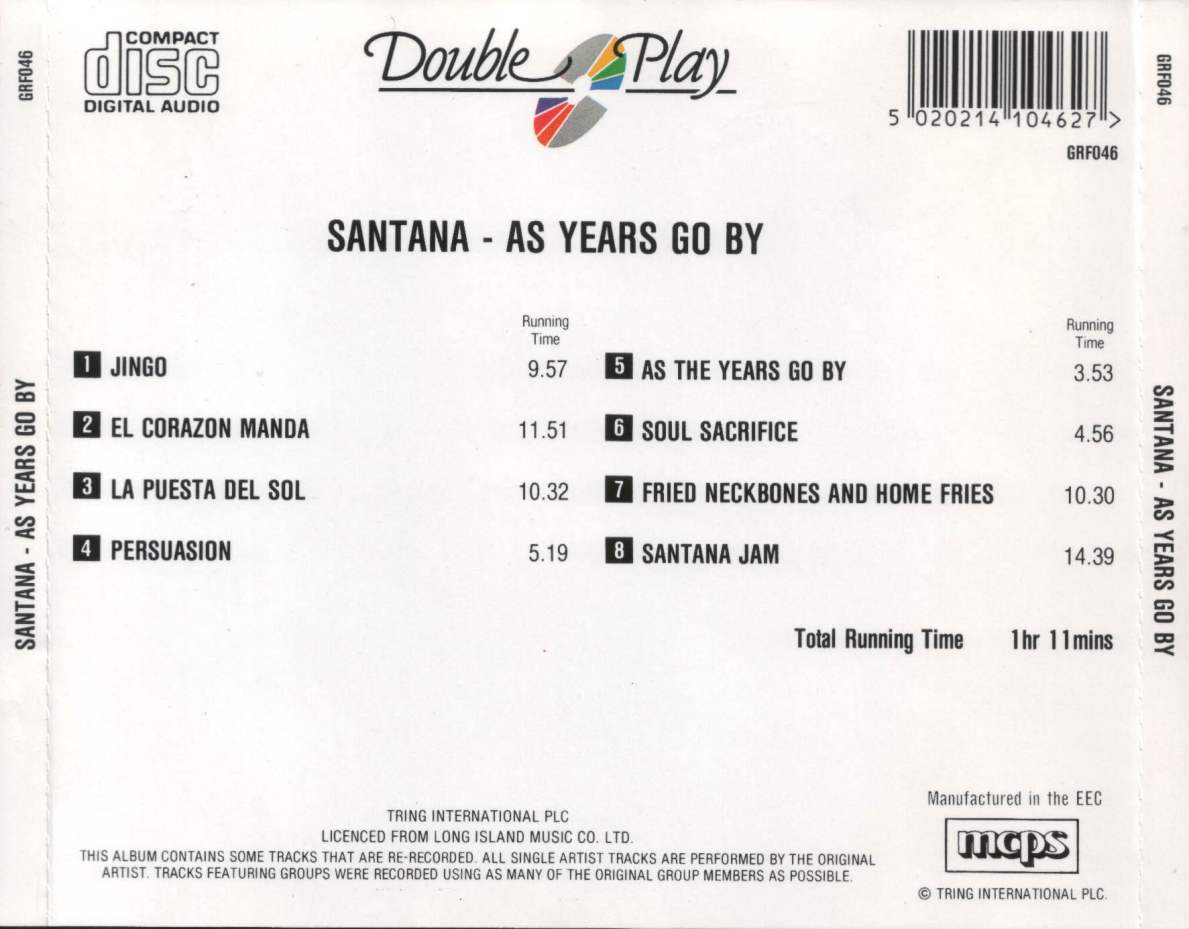 GRF046
COMPACT
disc
DIGITAL AUDIO
Double Play
5 020214 104627 >
GRF046
GRF046
SANTANA - AS YEARS GO BY
Running
Time
Running
Time
1 JINGO 9.57
2 EL CORAZON MANDA 11.51
3 LA PUESTA DEL SOL 10.32
4 PERSUASION 5.19
5 AS THE YEARS GO BY 3.53
6 SOUL SACRIFICE 4.56
7 FRIED NECKBONES AND HOME FRIES 10.30
8 SANTANA JAM 14.39
Total Running Time 1hr 11mins
SANTANA - AS YEARS GO BY
SANTANA - AS YEARS GO BY
TRING INTERNATIONAL PLC
LICENCED FROM LONG ISLAND MUSIC CO. LTD.
THIS ALBUM CONTAINS SOME TRACKS THAT ARE RE-RECORDED. ALL SINGLE ARTIST TRACKS ARE PERFORMED BY THE ORIGINAL
ARTIST. TRACKS FEATURING GROUPS WERE RECORDED USING AS MANY OF THE ORIGINAL GROUP MEMBERS AS POSSIBLE.
Manufactured in the EEC
mcps
© TRING INTERNATIONAL PLC.